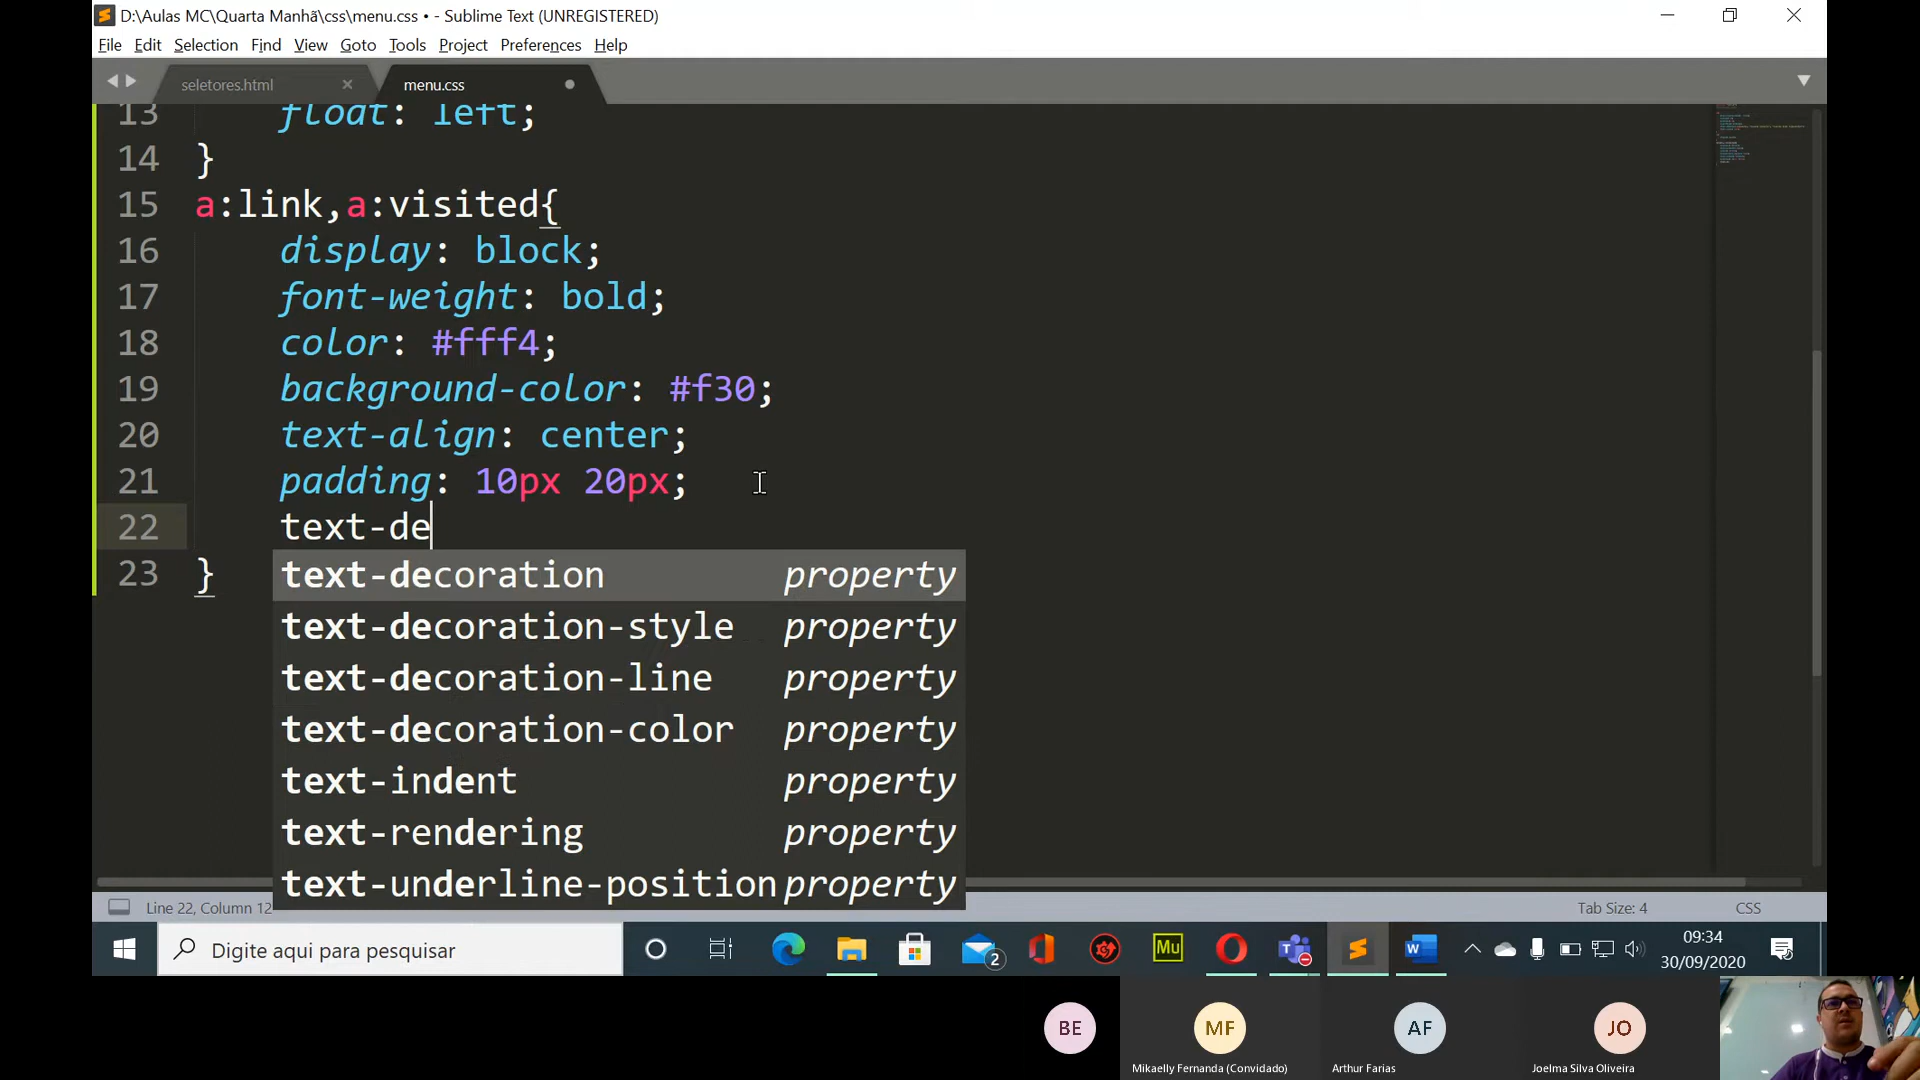 D:\Aulas MC\Quarta Manhã\css\menu.css • - Sublime Text (UNREGISTERED)
File Edit Selection Find View Goto Tools Project Preferences Help
seletores.html menu.css
13 float: left;
14 }
15 a:link,a:visited{
16 display: block;
17 font-weight: bold;
18 color: #fff4;
19 background-color: #f30;
20 text-align: center;
21 padding: 10px 20px;
22 text-de
23 }
text-decoration property
text-decoration-style property
text-decoration-line property
text-decoration-color property
text-indent property
text-rendering property
text-underline-position property
Line 22, Column 12 Tab Size: 4 CSS
Digite aqui para pesquisar 2 Mu 09:34
30/09/2020
BE MF AF JO
Mikaelly Fernanda (Convidado) Arthur Farias Joelma Silva Oliveira